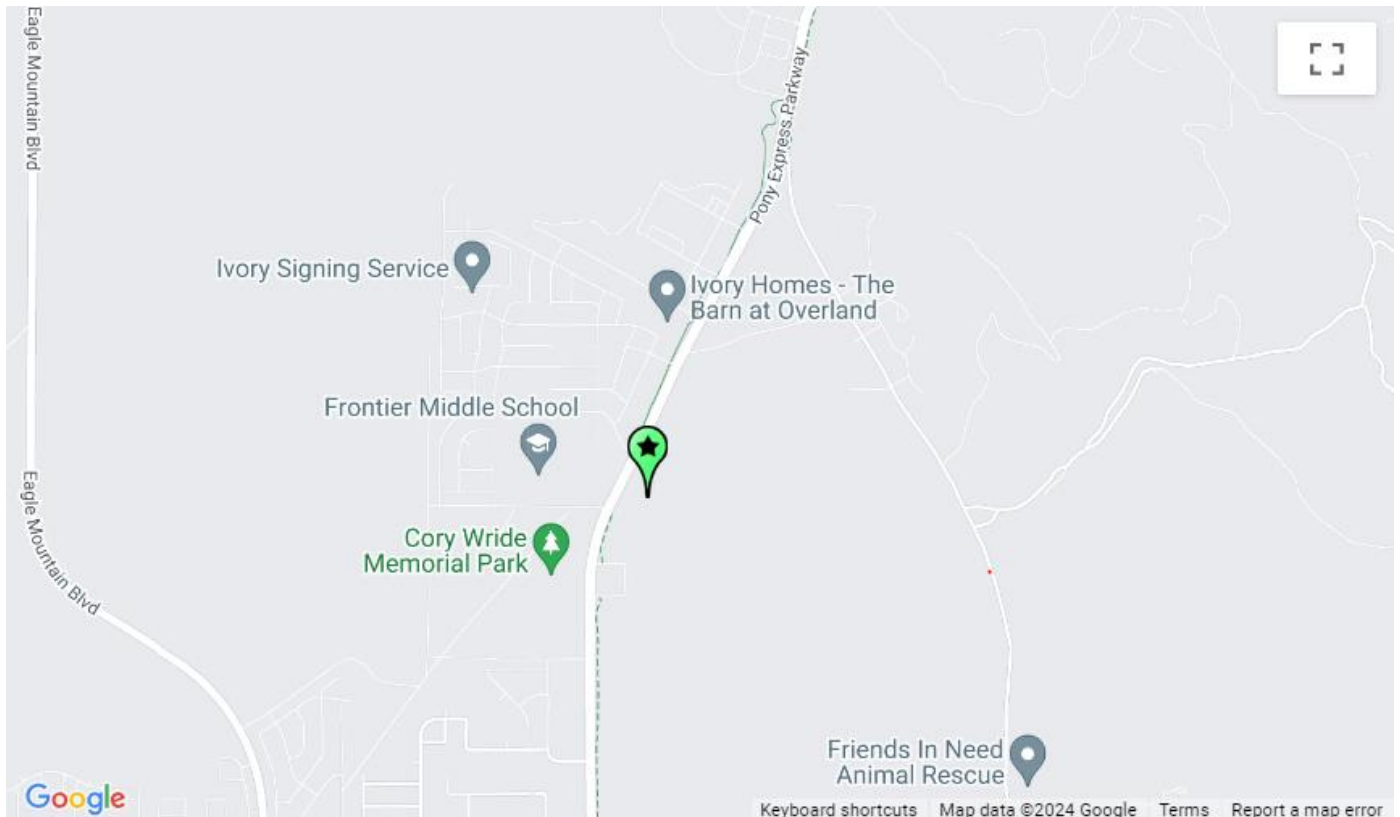 Eagle Mountain Blvd
Pony Express Parkway
Ivory Signing Service
Ivory Homes - The
Barn at Overland
Frontier Middle School
Cory Wride
Memorial Park
Eagle Mountain Blvd
Friends In Need
Animal Rescue
Google
Keyboard shortcuts
Map data ©2024 Google
Terms
Report a map error